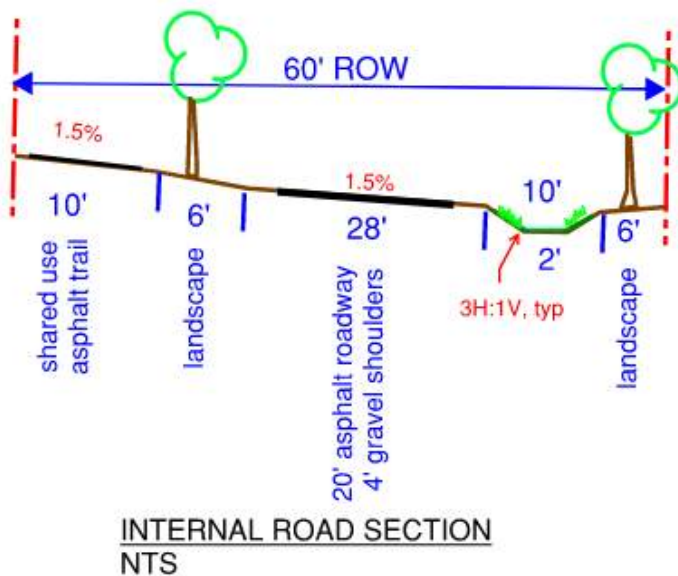 60' ROW
1.5%
1.5%
10'
6'
28'
10'
2'
6'
shared use
asphalt trail
landscape
20' asphalt roadway
4' gravel shoulders
3H:1V, typ
landscape
INTERNAL ROAD SECTION
NTS